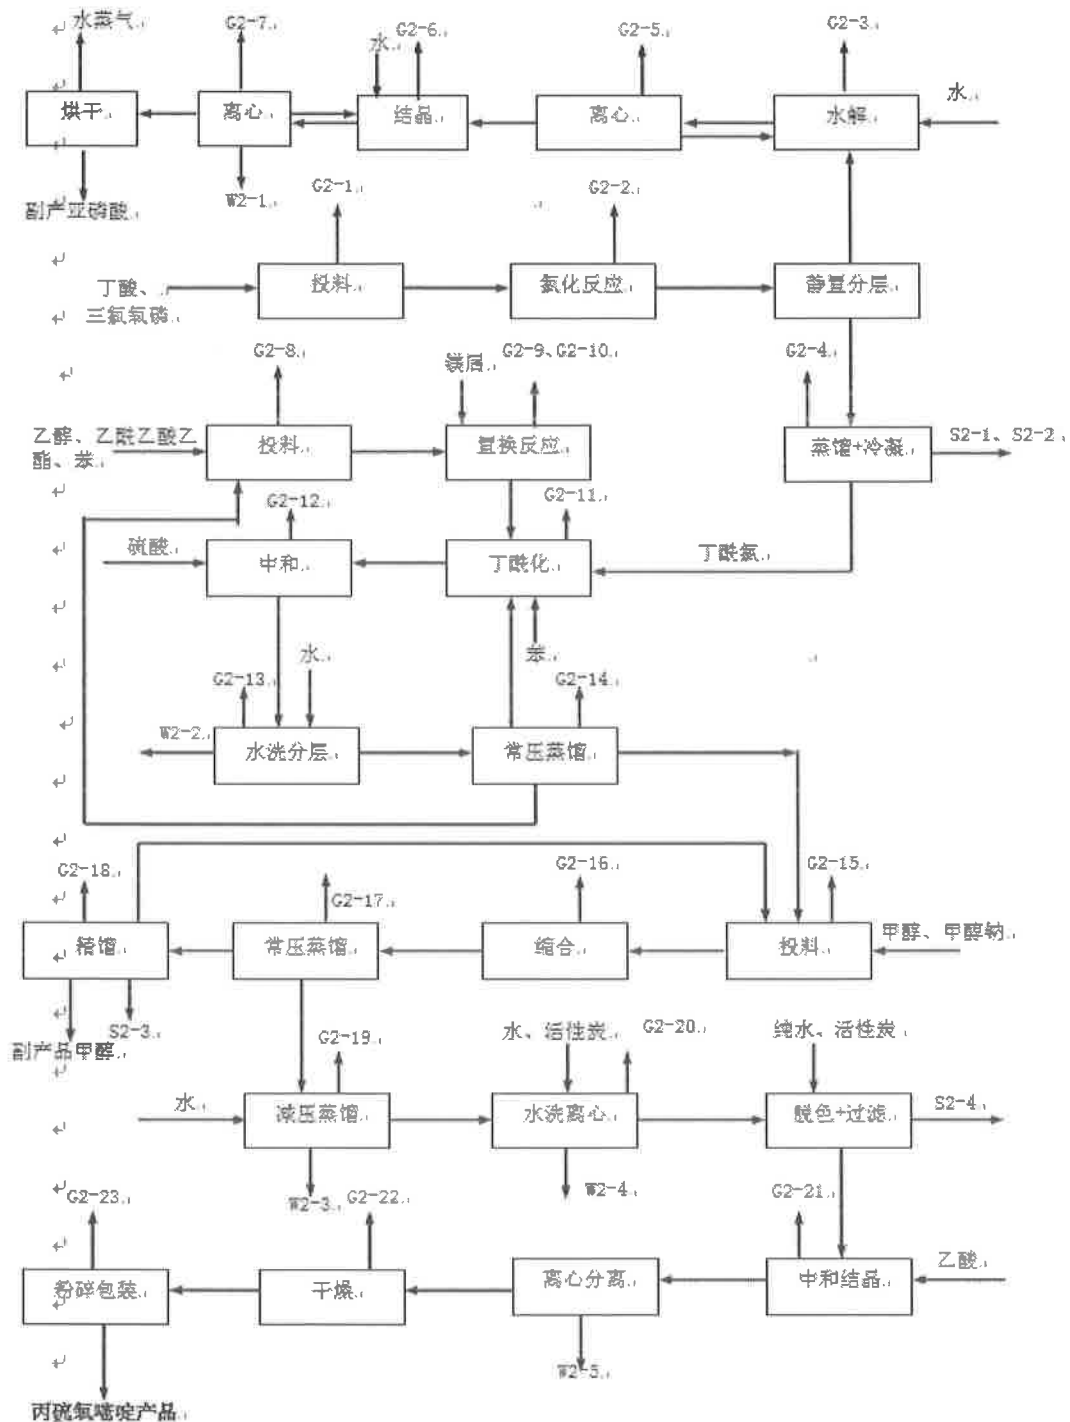 水蒸气
G2-7
水
G2-6
G2-5
G2-3
烘干
离心
结晶
离心
水解
水
副产亚磷酸
W2-1
G2-1
G2-2
丁酸、
三氯氧磷
投料
氯化反应
静置分层
G2-8
镁屑
G2-9、G2-10
G2-4
乙醇、乙酰乙酸乙
酯、苯
投料
置换反应
蒸馏+冷凝
S2-1、S2-2
G2-12
G2-11
硫酸
中和
丁酰化
丁酰氯
水
苯
G2-13
G2-14
W2-2
水洗分层
常压蒸馏
G2-18
G2-17
G2-16
G2-15
精馏
常压蒸馏
缩合
投料
甲醇、甲醇钠
副产品甲醇
S2-3
G2-19
水、活性炭
G2-20
纯水、活性炭
水
减压蒸馏
水洗离心
脱色+过滤
S2-4
G2-23
W2-3
G2-22
W2-4
G2-21
粉碎包装
干燥
离心分离
中和结晶
乙酸
W2-5
丙硫氧嘧啶产品